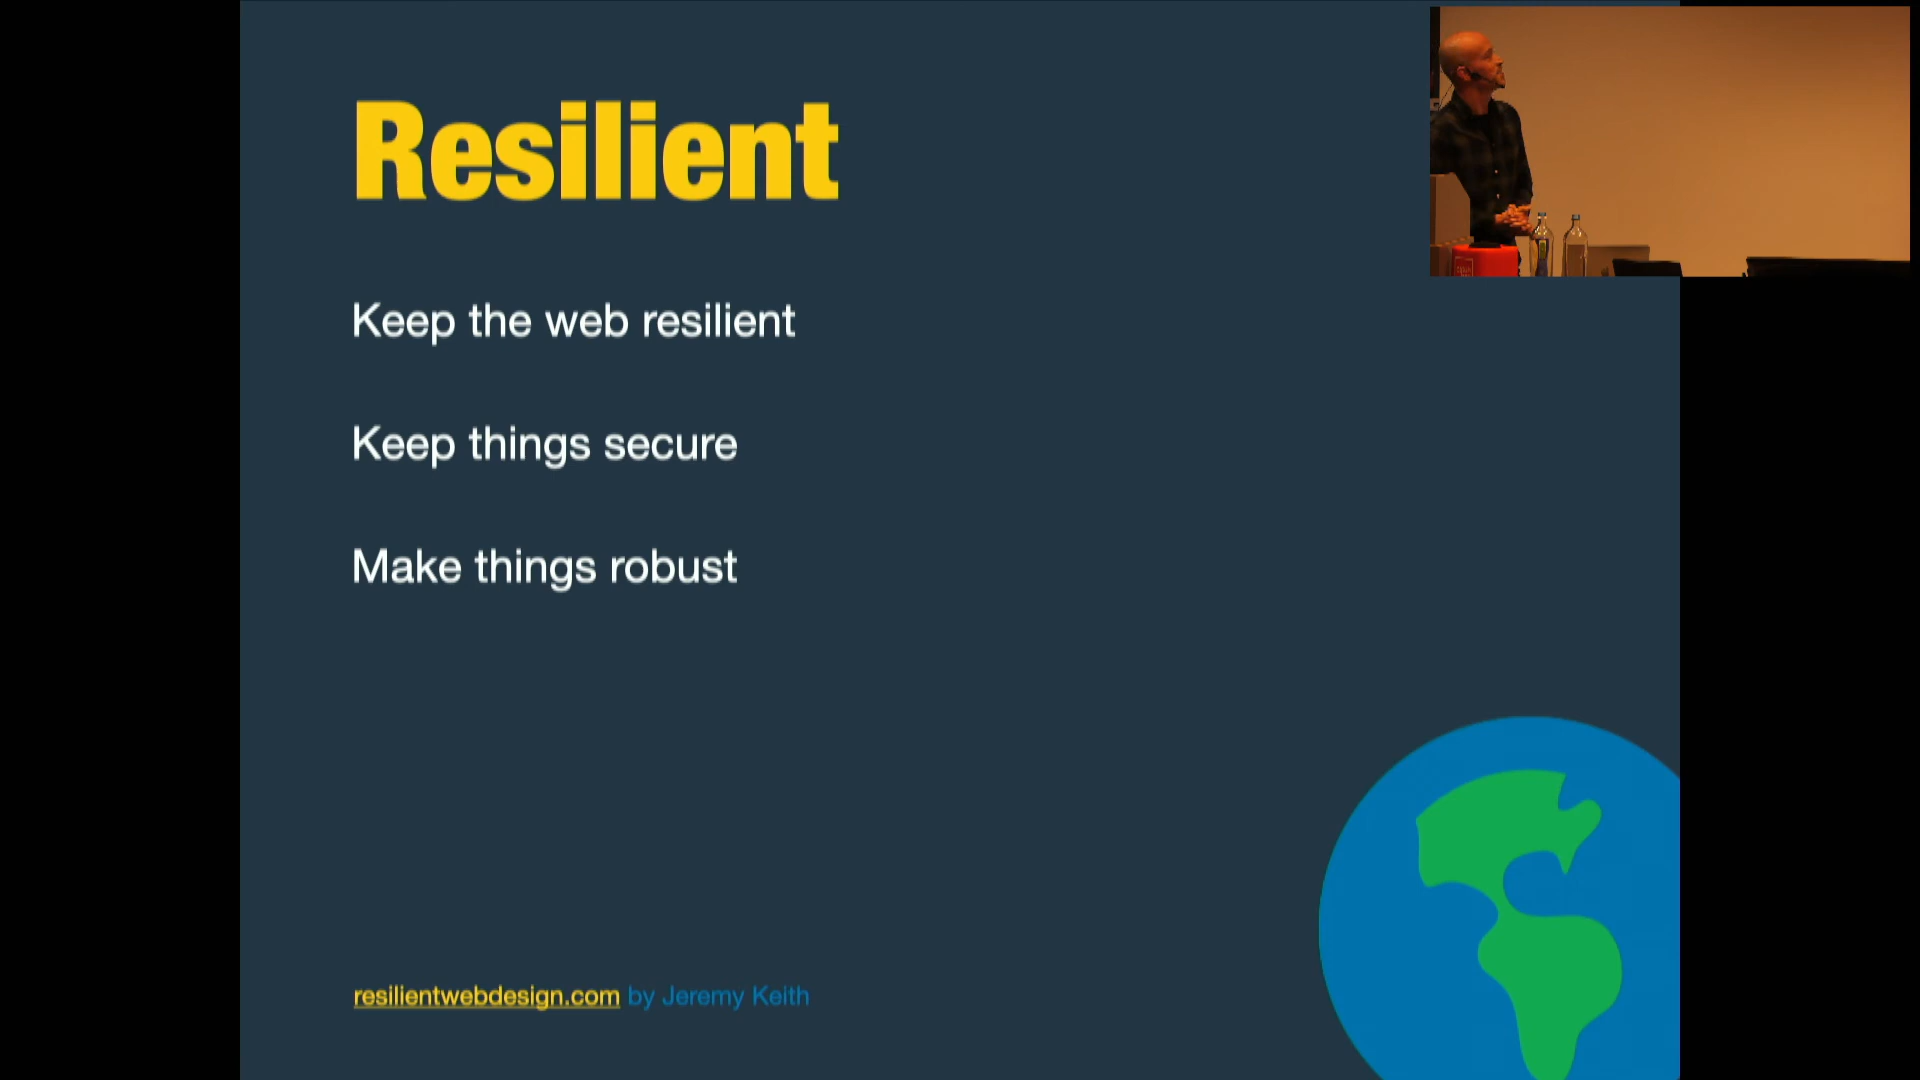 Resilient
Keep the web resilient
Keep things secure
Make things robust
resilientwebdesign.com by Jeremy Keith